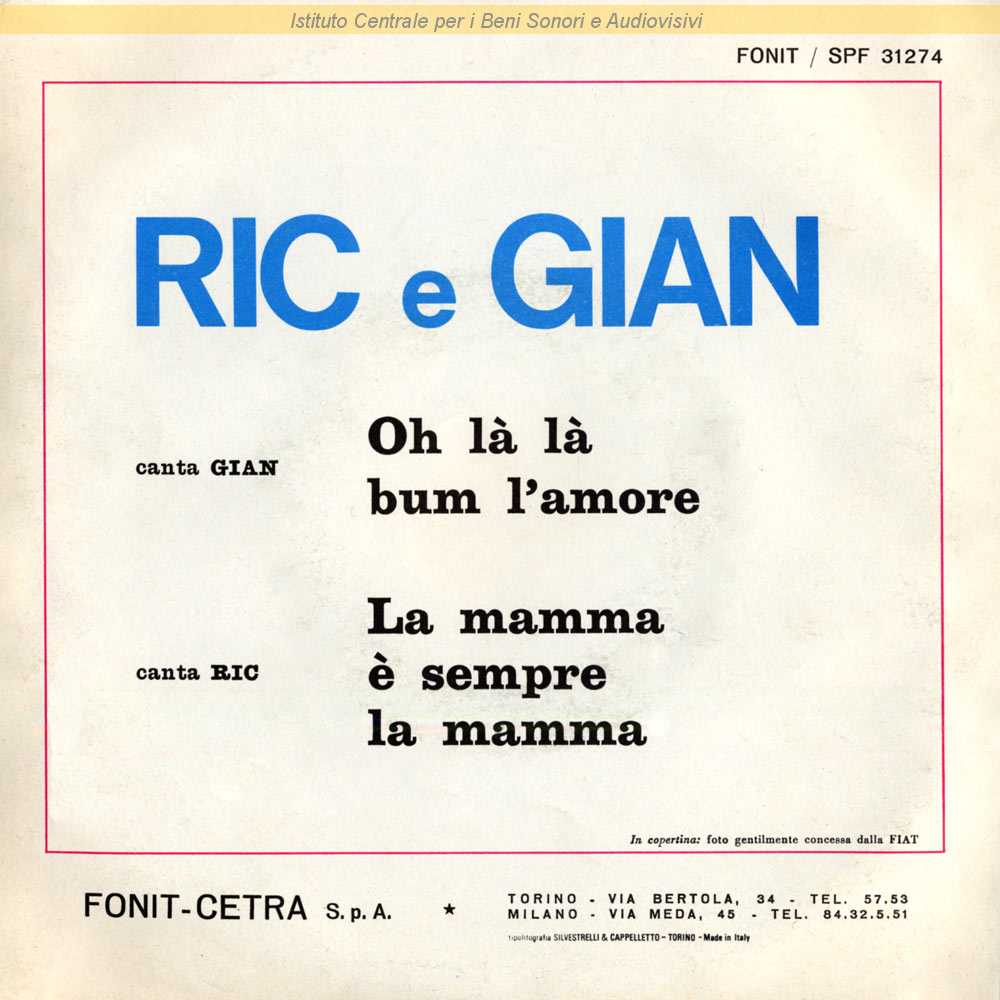 Istituto Centrale per i Beni Sonori e Audiovisivi
FONIT / SPF 31274
RIC e GIAN
canta GIAN
Oh là là
bum l'amore
canta RIC
La mamma
è sempre
la mamma
In copertina: foto gentilmente concessa dalla FIAT
FONIT-CETRA S.p.A. ★
TORINO - VIA BERTOLA, 34 - TEL. 57.53
MILANO - VIA MEDA, 45 - TEL. 84.32.5.51
tipolitografia SILVESTRELLI & CAPPELLETTO - TORINO - Made in Italy